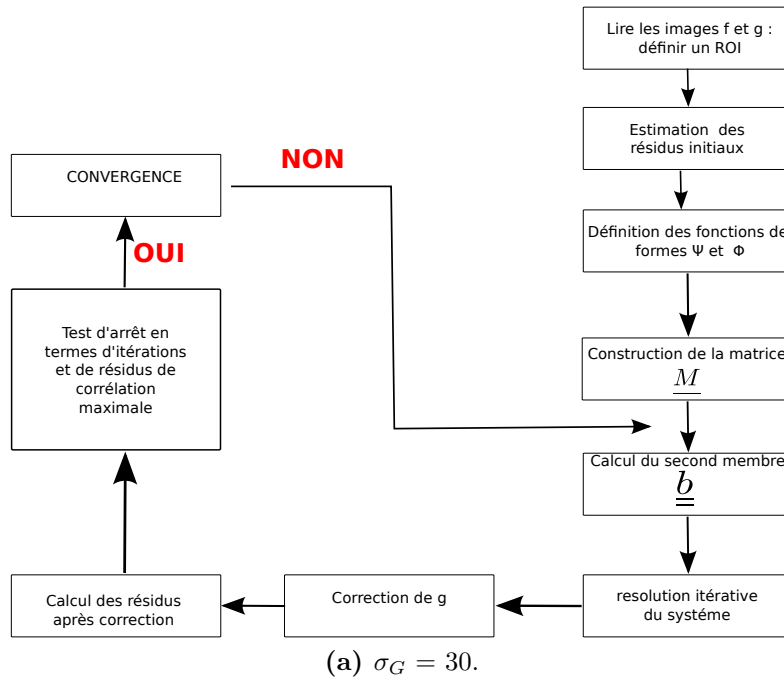 Lire les images f et g :
définir un ROI
Estimation des
résidus initiaux
Définition des fonctions de
formes Ψ et Φ
Construction de la matrice
M
Calcul du second membre
b
resolution itérative
du systéme
Correction de g
Calcul des résidus
après correction
Test d'arrêt en
termes d'itérations
et de résidus de
corrélation
maximale
OUI
CONVERGENCE
NON
(a) σ_G = 30.